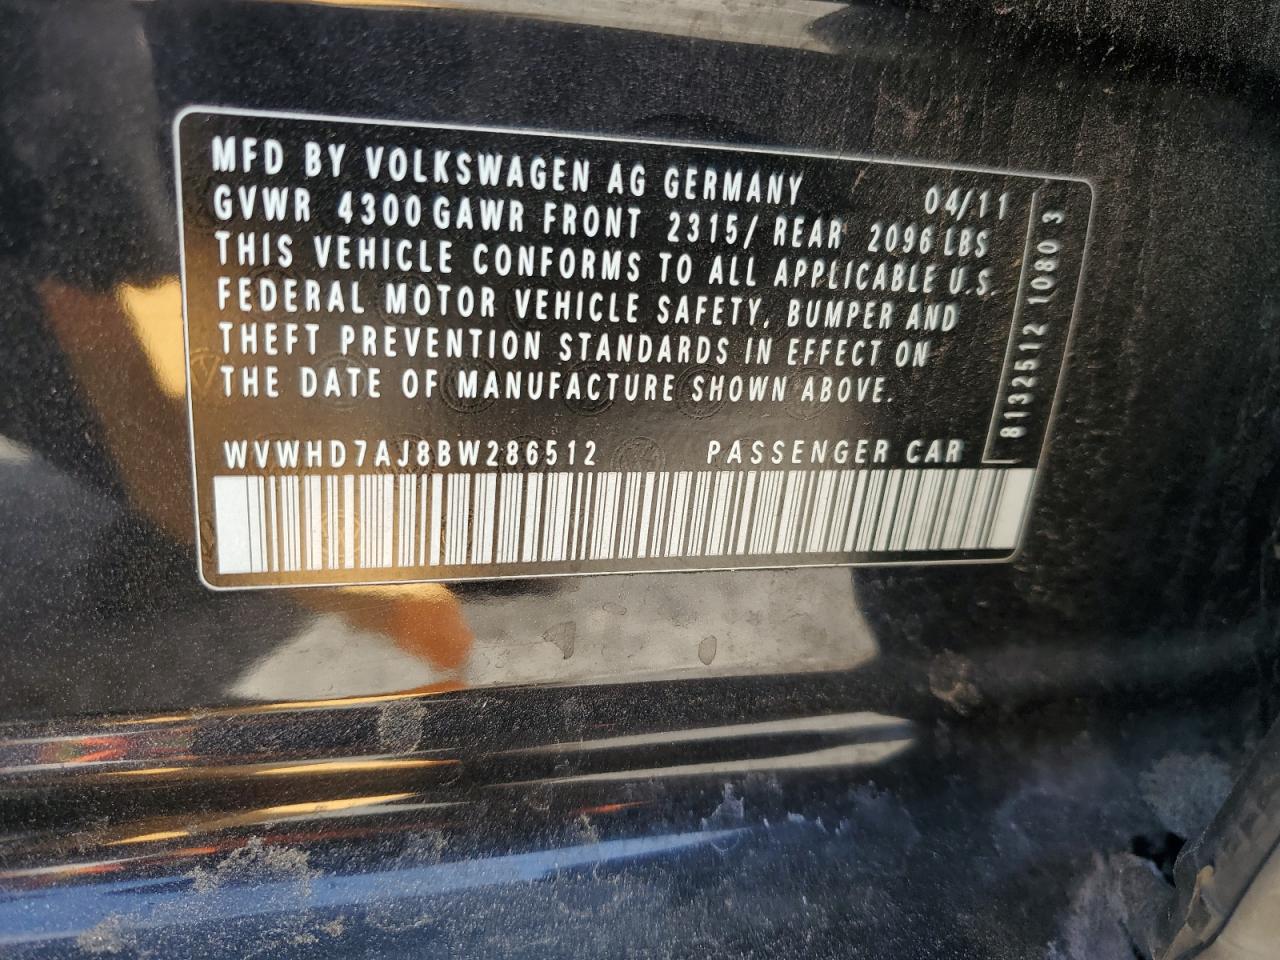 MFD BY VOLKSWAGEN AG GERMANY 04/11
GVWR 4300 GAWR FRONT 2315/ REAR 2096 LBS
THIS VEHICLE CONFORMS TO ALL APPLICABLE U.S.
FEDERAL MOTOR VEHICLE SAFETY, BUMPER AND
THEFT PREVENTION STANDARDS IN EFFECT ON
THE DATE OF MANUFACTURE SHOWN ABOVE.
WVWHD7AJ8BW286512 PASSENGER CAR
8132512 1080 3